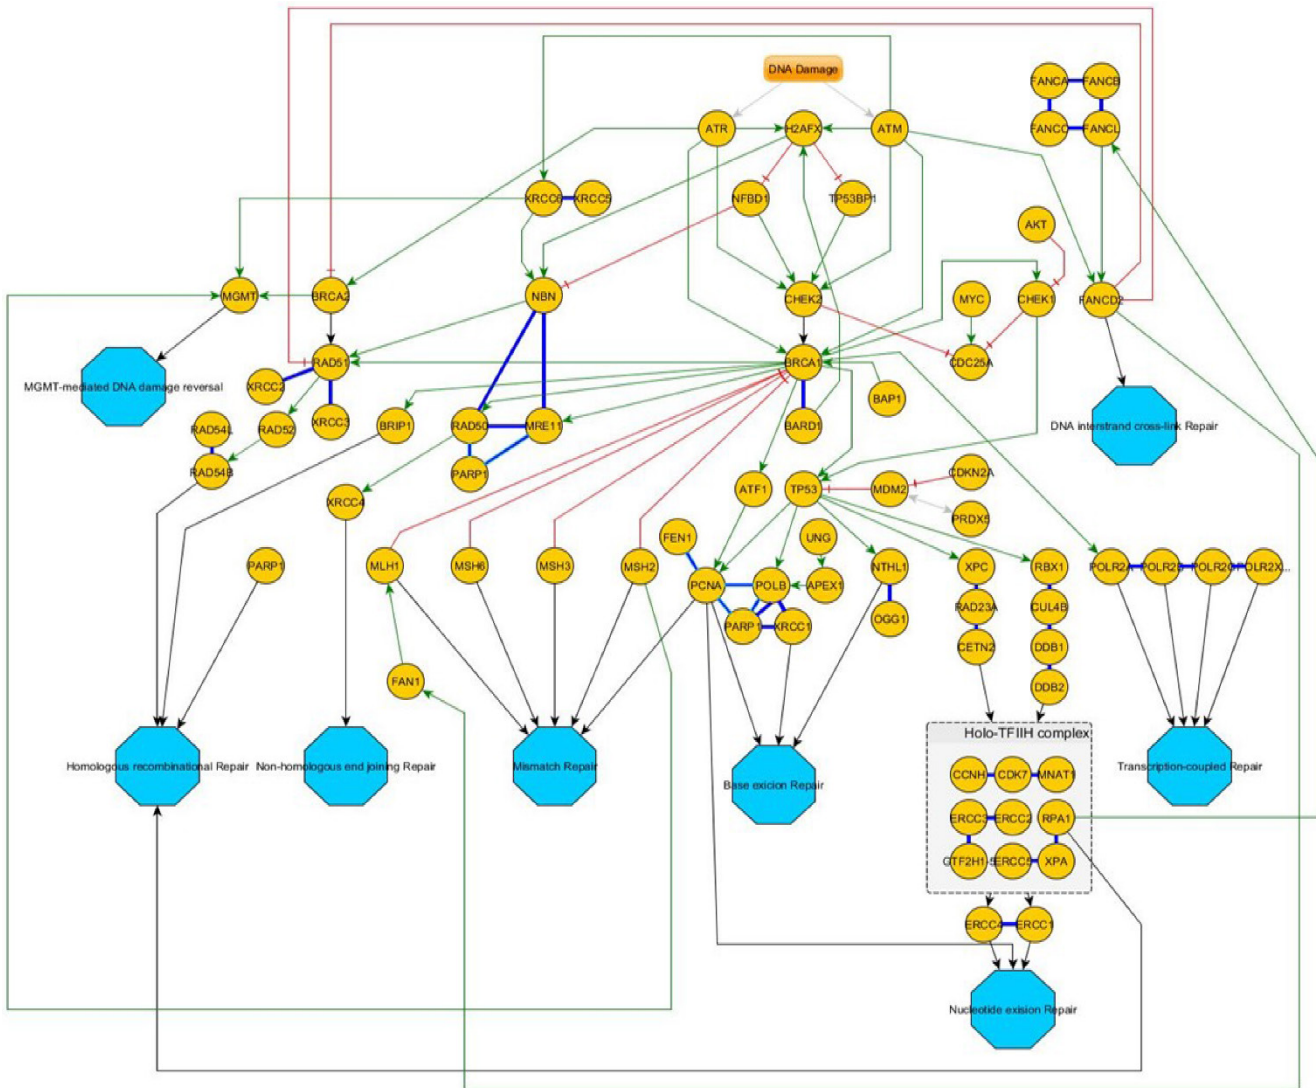 DNA Damage
FANCA
FANCB
ATR
H2AFX
ATM
FANCC
FANCL
XRCC6
XRCC5
NFBD1
TP53BP1
AKT
MGMT
BRCA2
NBN
CHEK2
MYC
CHEK1
FANCD2
RAD51
BRCA1
CDC25A
MGMT-mediated DNA damage reversal
XRCC2
BAP1
RAD54L
RAD52
XRCC3
BRIP1
RAD50
MRE11
BARD1
DNA interstrand cross-link Repair
RAD54B
PARP1
CDKN2A
XRCC4
ATF1
TP53
MDM2
PRDX5
FEN1
UNG
PARP1
MLH1
MSH6
MSH3
MSH2
PCNA
POLB
APEX1
NTHL1
XPC
RBX1
POLR2A
POLR2B
POLR2C
POLR2X...
RAD23A
CUL4B
PARP1
XRCC1
OGG1
CETN2
DDB1
FAN1
DDB2
Holo-TFIIH complex
Homologous recombinational Repair
Non-homologous end joining Repair
Mismatch Repair
Base exicion Repair
Transcription-coupled Repair
CCNH
CDK7
MNAT1
ERCC3
ERCC2
RPA1
GTF2H1-5
ERCC5
XPA
ERCC4
ERCC1
Nucleotide exision Repair